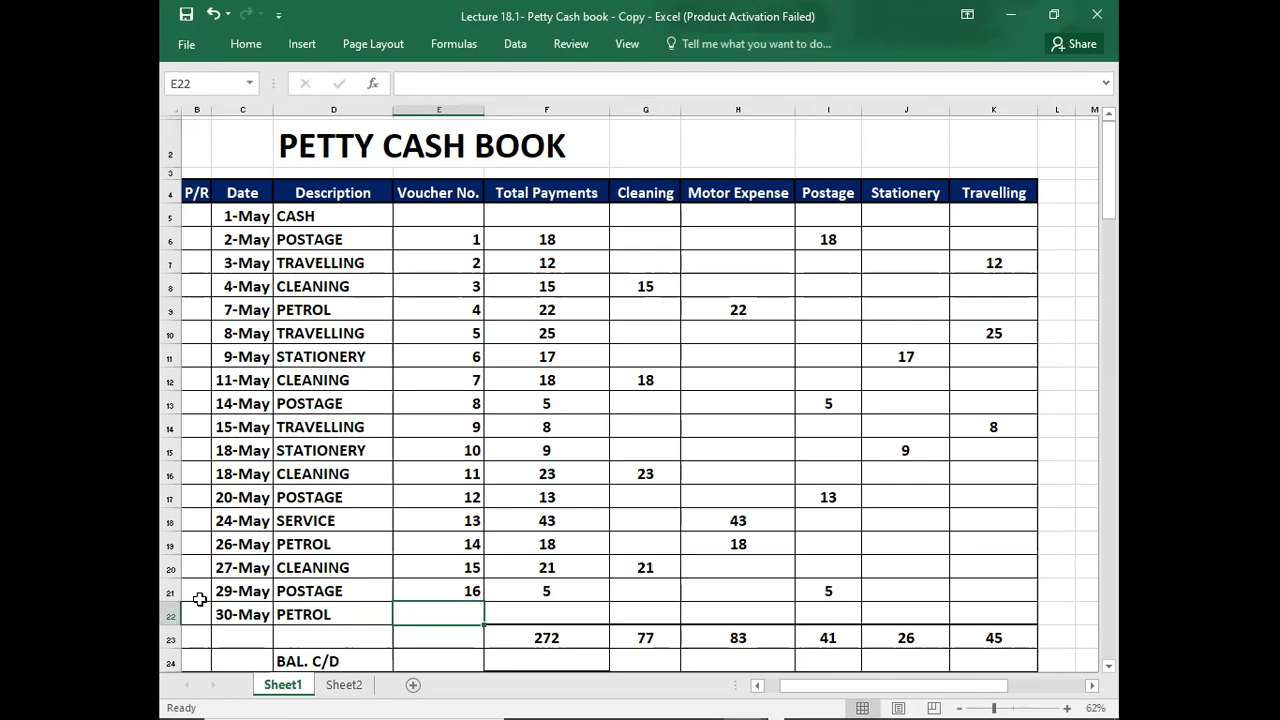 Lecture 18.1- Petty Cash book - Copy - Excel (Product Activation Failed)
File Home Insert Page Layout Formulas Data Review View Tell me what you want to do... Share
E22 fx
B C D E F G H I J K L M
2 PETTY CASH BOOK
3
4 P/R Date Description Voucher No. Total Payments Cleaning Motor Expense Postage Stationery Travelling
5 1-May CASH
6 2-May POSTAGE 1 18 18
7 3-May TRAVELLING 2 12 12
8 4-May CLEANING 3 15 15
9 7-May PETROL 4 22 22
10 8-May TRAVELLING 5 25 25
11 9-May STATIONERY 6 17 17
12 11-May CLEANING 7 18 18
13 14-May POSTAGE 8 5 5
14 15-May TRAVELLING 9 8 8
15 18-May STATIONERY 10 9 9
16 18-May CLEANING 11 23 23
17 20-May POSTAGE 12 13 13
18 24-May SERVICE 13 43 43
19 26-May PETROL 14 18 18
20 27-May CLEANING 15 21 21
21 29-May POSTAGE 16 5 5
22 30-May PETROL
23 272 77 83 41 26 45
24 BAL. C/D
Sheet1 Sheet2
Ready 62%